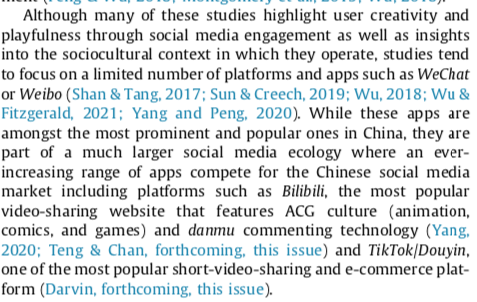 Although many of these studies highlight user creativity and
playfulness through social media engagement as well as insights
into the sociocultural context in which they operate, studies tend
to focus on a limited number of platforms and apps such as WeChat
or Weibo (Shan & Tang, 2017; Sun & Creech, 2019; Wu, 2018; Wu &
Fitzgerald, 2021; Yang and Peng, 2020). While these apps are
amongst the most prominent and popular ones in China, they are
part of a much larger social media ecology where an ever-
increasing range of apps compete for the Chinese social media
market including platforms such as Bilibili, the most popular
video-sharing website that features ACG culture (animation,
comics, and games) and danmu commenting technology (Yang,
2020; Teng & Chan, forthcoming, this issue) and TikTok/Douyin,
one of the most popular short-video-sharing and e-commerce plat-
form (Darvin, forthcoming, this issue).